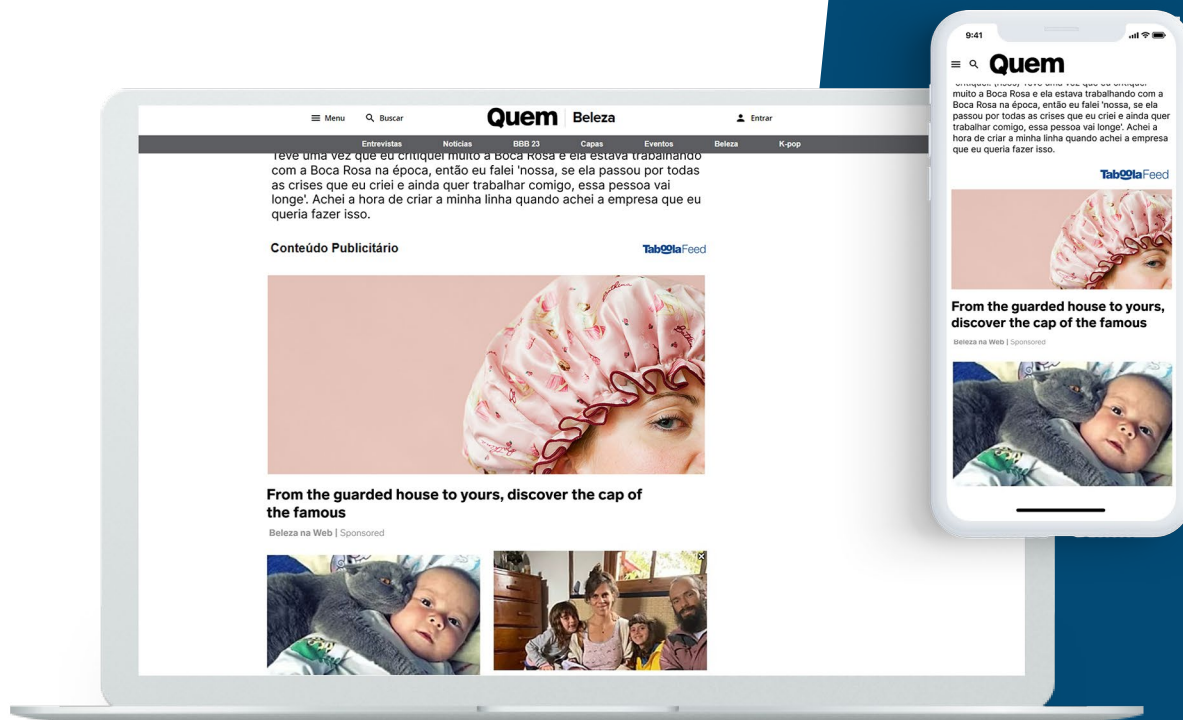 Menu
Buscar
Quem
Beleza
Entrar
Entrevistas
Notícias
BBB 23
Capas
Eventos
Beleza
K-pop
Teve uma vez que eu critiquei muito a Boca Rosa e ela estava trabalhando
com a Boca Rosa na época, então eu falei 'nossa, se ela passou por todas
as crises que eu criei e ainda quer trabalhar comigo, essa pessoa vai
longe'. Achei a hora de criar a minha linha quando achei a empresa que eu
queria fazer isso.
Conteúdo Publicitário
Taboola Feed
From the guarded house to yours, discover the cap of
the famous
Beleza na Web | Sponsored
9:41
Quem
muito a Boca Rosa e ela estava trabalhando com a
Boca Rosa na época, então eu falei 'nossa, se ela
passou por todas as crises que eu criei e ainda quer
trabalhar comigo, essa pessoa vai longe'. Achei a
hora de criar a minha linha quando achei a empresa
que eu queria fazer isso.
Taboola Feed
From the guarded house to yours,
discover the cap of the famous
Beleza na Web | Sponsored